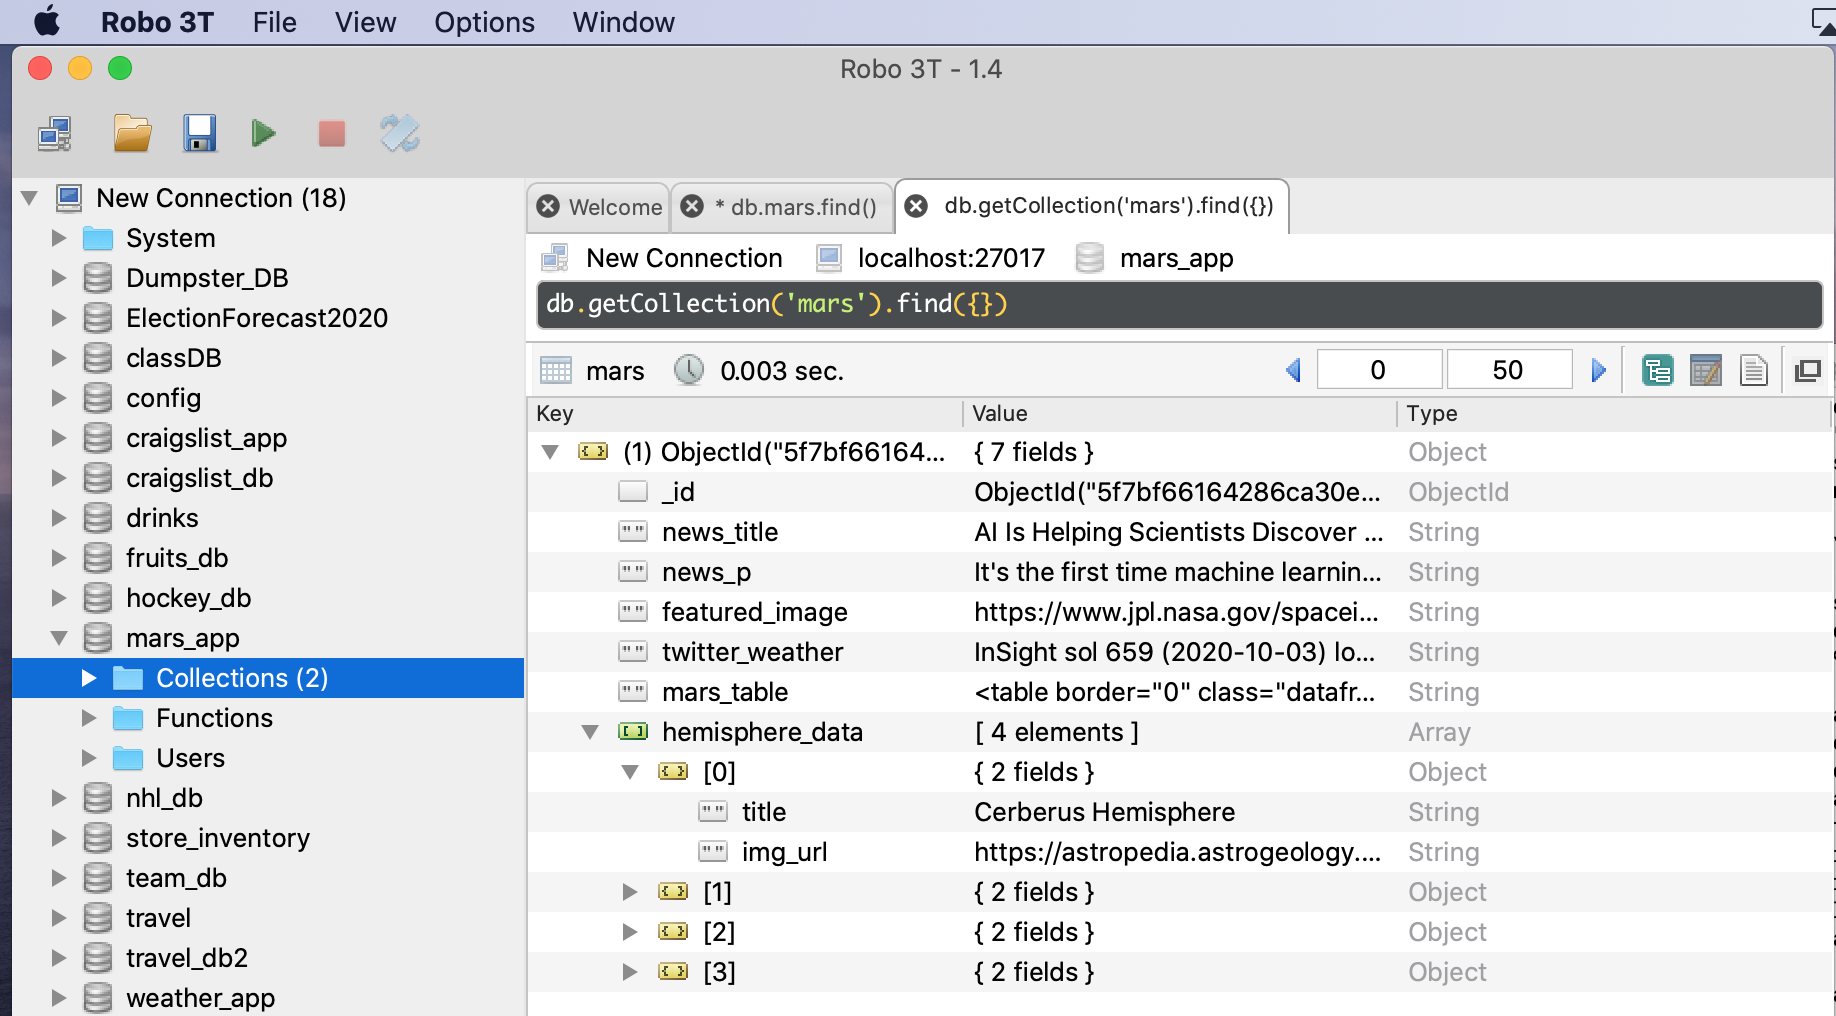 Robo 3T File View Options Window
Robo 3T - 1.4
New Connection (18)
System
Dumpster_DB
ElectionForecast2020
classDB
config
craigslist_app
craigslist_db
drinks
fruits_db
hockey_db
mars_app
Collections (2)
Functions
Users
nhl_db
store_inventory
team_db
travel
travel_db2
weather_app
Welcome * db.mars.find() db.getCollection('mars').find({})
New Connection localhost:27017 mars_app
db.getCollection('mars').find({})
mars 0.003 sec. 0 50
Key Value Type
(1) ObjectId("5f7bf66164... { 7 fields } Object
_id ObjectId("5f7bf66164286ca30e... ObjectId
news_title AI Is Helping Scientists Discover ... String
news_p It's the first time machine learnin... String
featured_image https://www.jpl.nasa.gov/spacei... String
twitter_weather InSight sol 659 (2020-10-03) lo... String
mars_table <table border="0" class="datafr... String
hemisphere_data [ 4 elements ] Array
[0] { 2 fields } Object
title Cerberus Hemisphere String
img_url https://astropedia.astrogeology.... String
[1] { 2 fields } Object
[2] { 2 fields } Object
[3] { 2 fields } Object